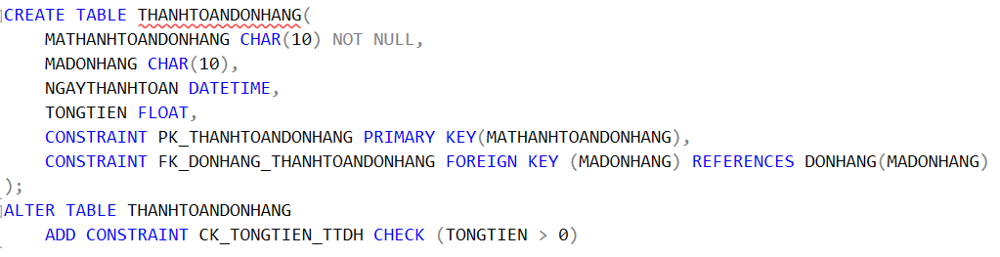 CREATE TABLE THANHTOANDONHANG(
MATHANHTOANDONHANG CHAR(10) NOT NULL,
MADONHANG CHAR(10),
NGAYTHANHTOAN DATETIME,
TONGTIEN FLOAT,
CONSTRAINT PK_THANHTOANDONHANG PRIMARY KEY(MATHANHTOANDONHANG),
CONSTRAINT FK_DONHANG_THANHTOANDONHANG FOREIGN KEY (MADONHANG) REFERENCES DONHANG(MADONHANG)
);
ALTER TABLE THANHTOANDONHANG
ADD CONSTRAINT CK_TONGTIEN_TTDH CHECK (TONGTIEN > 0)